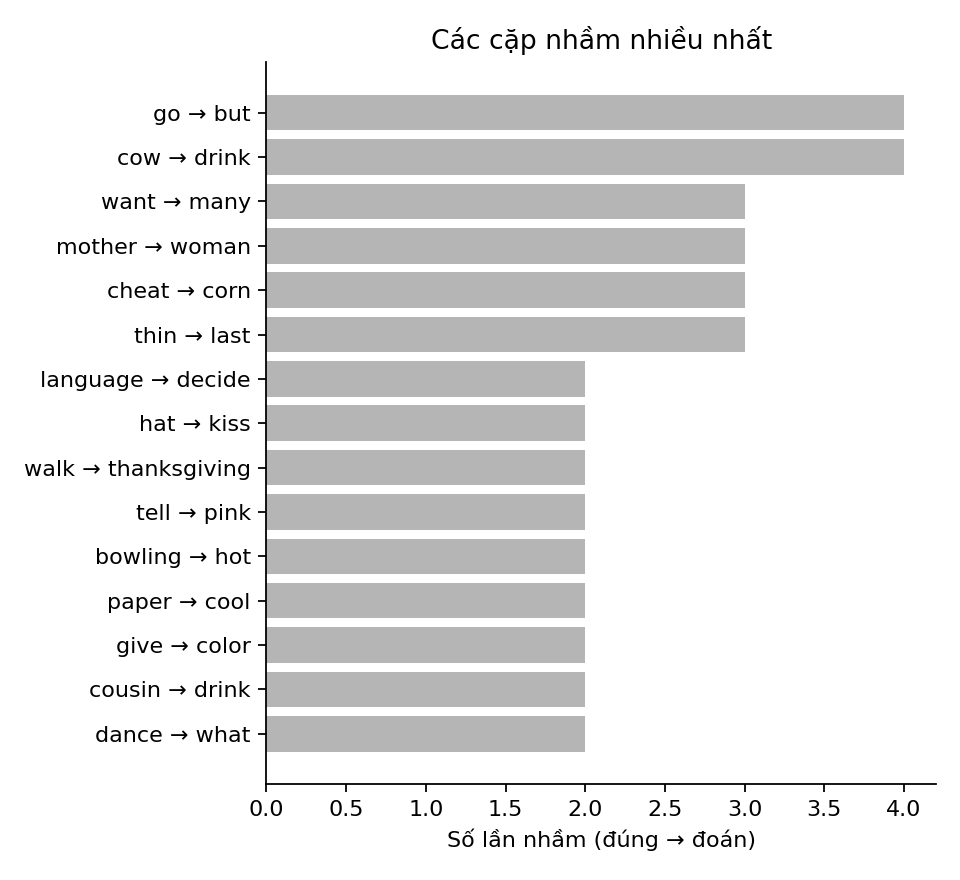 Các cặp nhầm nhiều nhất
go → but
cow → drink
want → many
mother → woman
cheat → corn
thin → last
language → decide
hat → kiss
walk → thanksgiving
tell → pink
bowling → hot
paper → cool
give → color
cousin → drink
dance → what
0.0 0.5 1.0 1.5 2.0 2.5 3.0 3.5 4.0
Số lần nhầm (đúng → đoán)